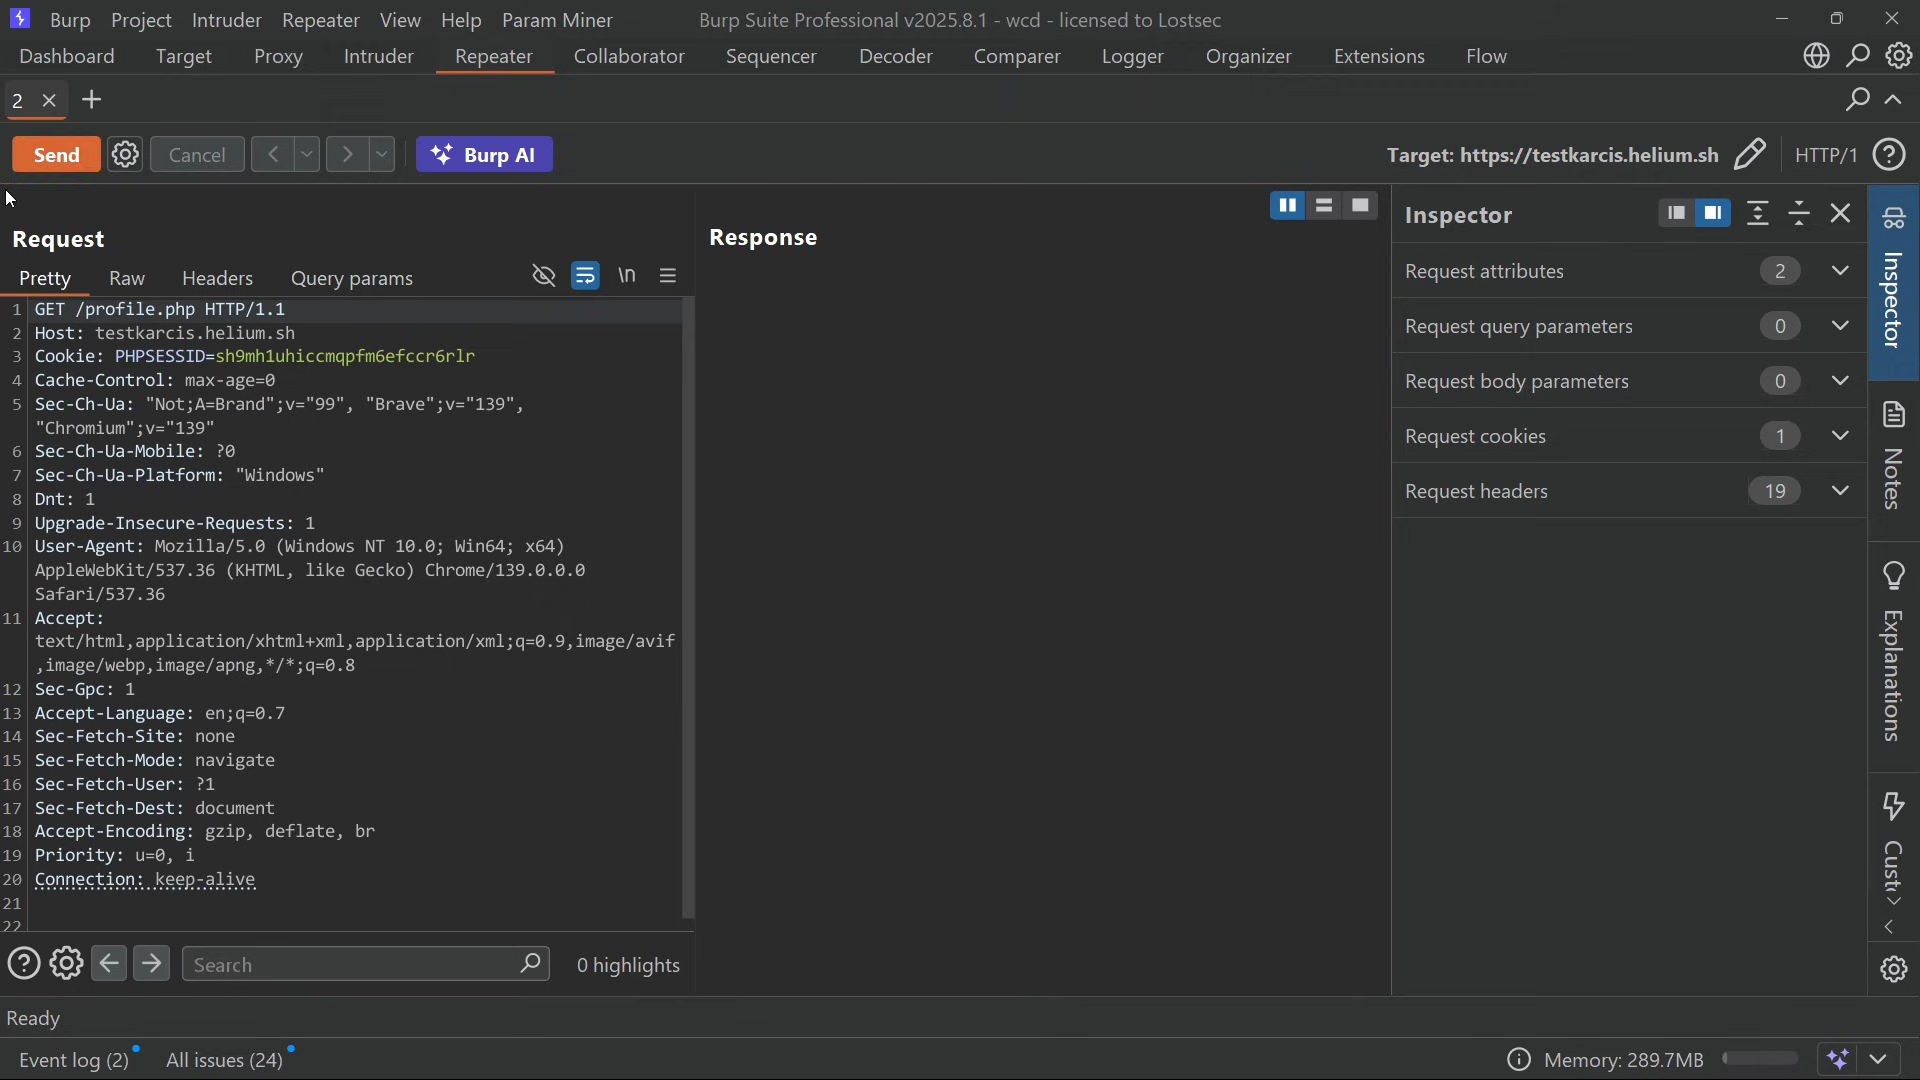 Burp Project Intruder Repeater View Help Param Miner Burp Suite Professional v2025.8.1 - wcd - licensed to Lostsec
Dashboard Target Proxy Intruder Repeater Collaborator Sequencer Decoder Comparer Logger Organizer Extensions Flow
2
Send Cancel Burp AI Target: https://testkarcis.helium.sh HTTP/1
Request
Pretty Raw Headers Query params \n
1 GET /profile.php HTTP/1.1
2 Host: testkarcis.helium.sh
3 Cookie: PHPSESSID=sh9mh1uhiccmqpfm6efccr6rlr
4 Cache-Control: max-age=0
5 Sec-Ch-Ua: "Not;A=Brand";v="99", "Brave";v="139",
"Chromium";v="139"
6 Sec-Ch-Ua-Mobile: ?0
7 Sec-Ch-Ua-Platform: "Windows"
8 Dnt: 1
9 Upgrade-Insecure-Requests: 1
10 User-Agent: Mozilla/5.0 (Windows NT 10.0; Win64; x64)
AppleWebKit/537.36 (KHTML, like Gecko) Chrome/139.0.0.0
Safari/537.36
11 Accept:
text/html,application/xhtml+xml,application/xml;q=0.9,image/avif
,image/webp,image/apng,*/*;q=0.8
12 Sec-Gpc: 1
13 Accept-Language: en;q=0.7
14 Sec-Fetch-Site: none
15 Sec-Fetch-Mode: navigate
16 Sec-Fetch-User: ?1
17 Sec-Fetch-Dest: document
18 Accept-Encoding: gzip, deflate, br
19 Priority: u=0, i
20 Connection: keep-alive
21
22
Search 0 highlights
Response
Inspector
Request attributes 2
Request query parameters 0
Request body parameters 0
Request cookies 1
Request headers 19
Inspector
Notes
Explanations
Custo
Ready
Event log (2) All issues (24) Memory: 289.7MB